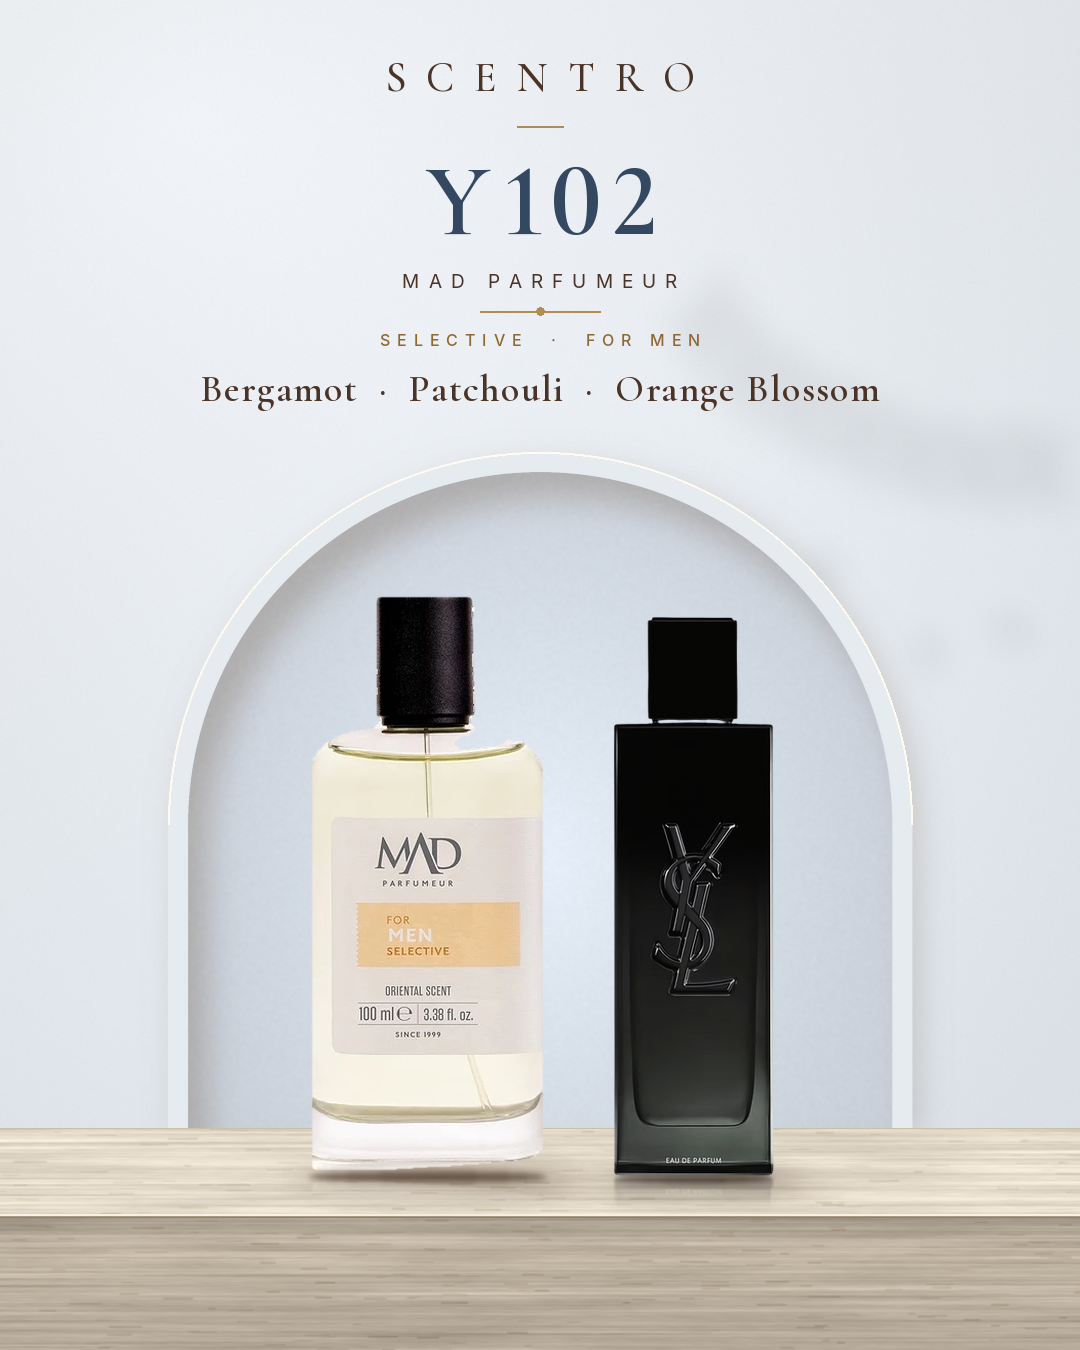 SCENTRO
Y102
MAD PARFUMEUR
SELECTIVE · FOR MEN
Bergamot · Patchouli · Orange Blossom
MAD
PARFUMEUR
FOR
MEN
SELECTIVE
ORIENTAL SCENT
100 ml ℮ 3.38 fl. oz.
SINCE 1999
YSL
EAU DE PARFUM